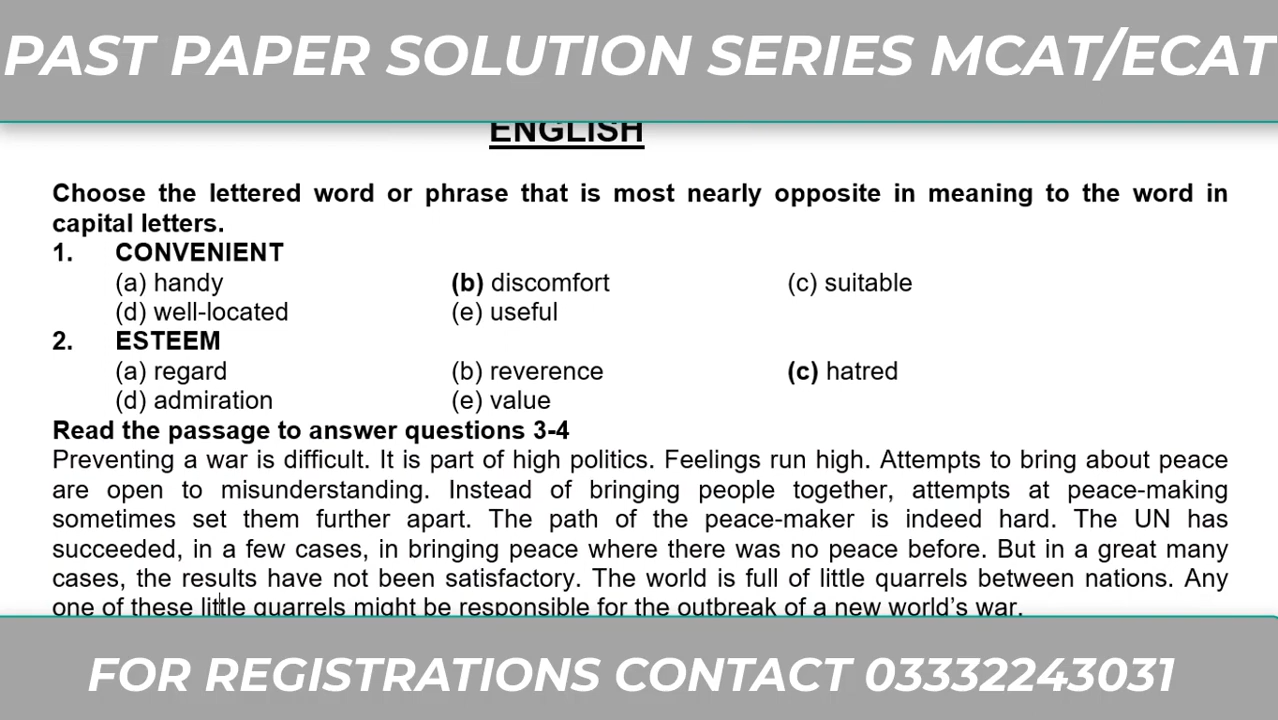 PAST PAPER SOLUTION SERIES MCAT/ECAT
ENGLISH
Choose the lettered word or phrase that is most nearly opposite in meaning to the word in
capital letters.
1. CONVENIENT
(a) handy (b) discomfort (c) suitable
(d) well-located (e) useful
2. ESTEEM
(a) regard (b) reverence (c) hatred
(d) admiration (e) value
Read the passage to answer questions 3-4
Preventing a war is difficult. It is part of high politics. Feelings run high. Attempts to bring about peace
are open to misunderstanding. Instead of bringing people together, attempts at peace-making
sometimes set them further apart. The path of the peace-maker is indeed hard. The UN has
succeeded, in a few cases, in bringing peace where there was no peace before. But in a great many
cases, the results have not been satisfactory. The world is full of little quarrels between nations. Any
one of these little quarrels might be responsible for the outbreak of a new world's war.
FOR REGISTRATIONS CONTACT 03332243031